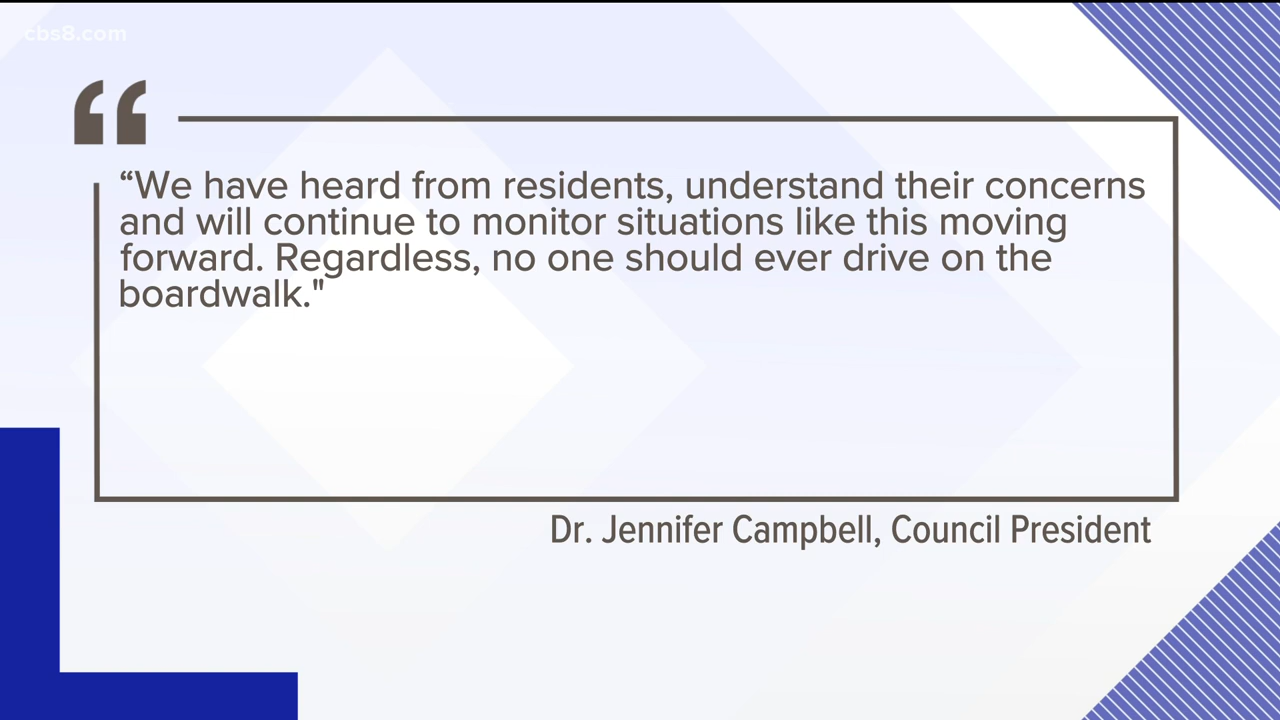 cbs8.com
“We have heard from residents, understand their concerns
and will continue to monitor situations like this moving
forward. Regardless, no one should ever drive on the
boardwalk."
Dr. Jennifer Campbell, Council President